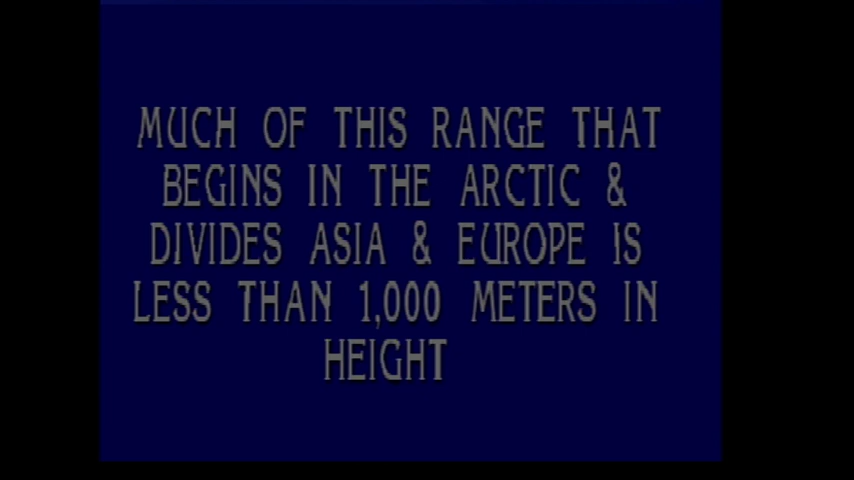 MUCH OF THIS RANGE THAT
BEGINS IN THE ARCTIC &
DIVIDES ASIA & EUROPE IS
LESS THAN 1,000 METERS IN
HEIGHT